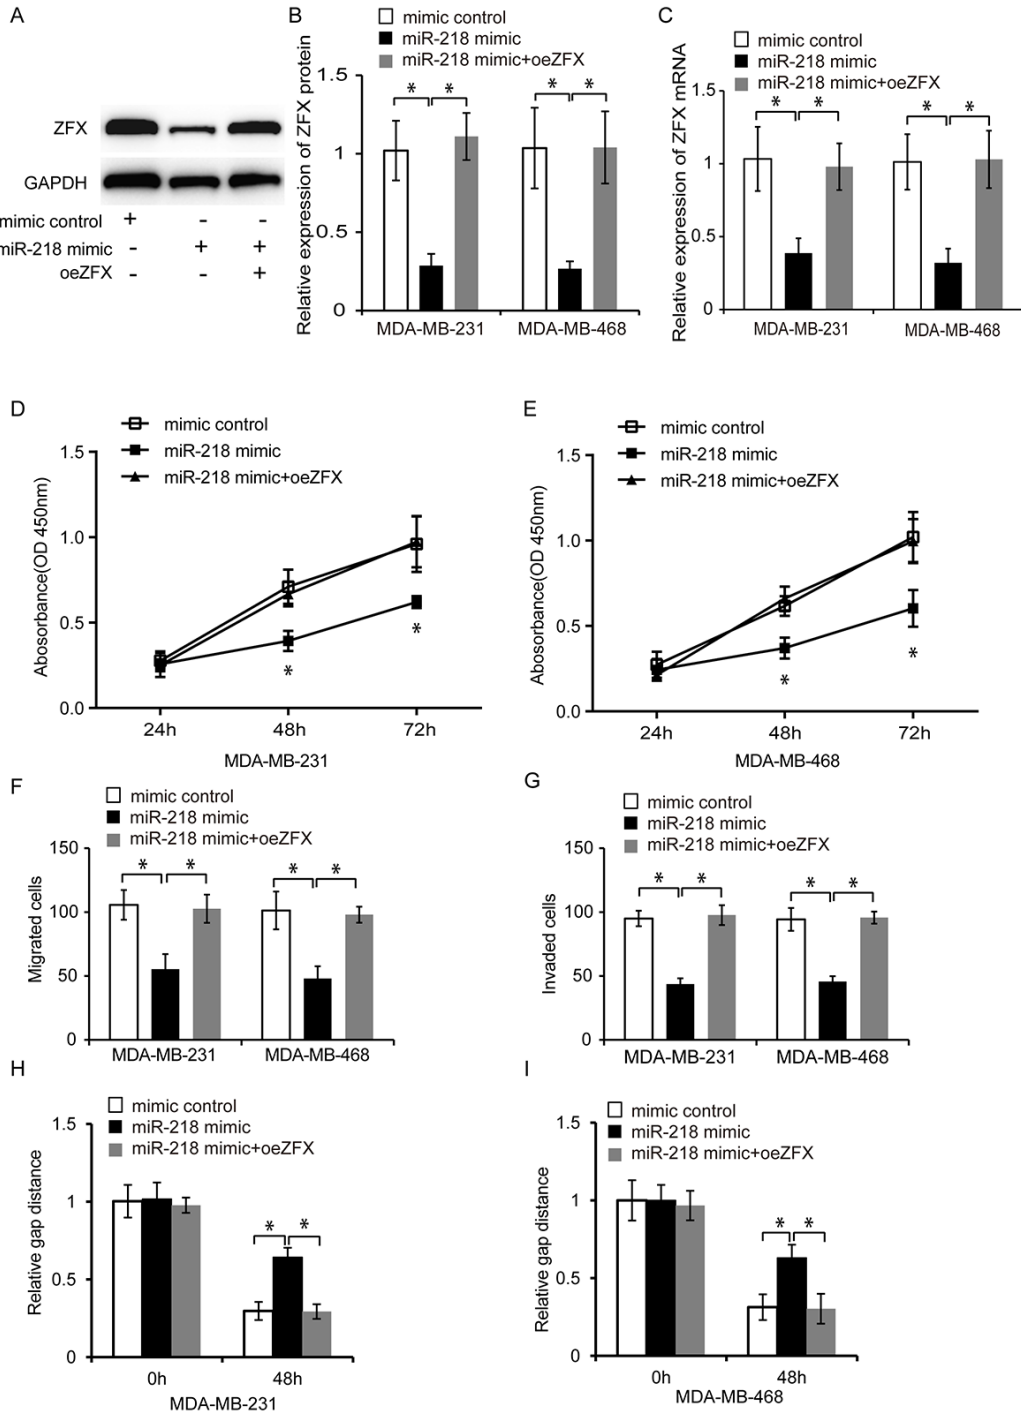 A
ZFX
GAPDH
mimic control + - -
miR-218 mimic - + +
oeZFX - - +
B
mimic control
miR-218 mimic
miR-218 mimic+oeZFX
Relative expression of ZFX protein
1.5
1
0.5
0
* * * *
MDA-MB-231 MDA-MB-468
C
mimic control
miR-218 mimic
miR-218 mimic+oeZFX
Relative expression of ZFX mRNA
1.5
1
0.5
0
* * * *
MDA-MB-231 MDA-MB-468
D
mimic control
miR-218 mimic
miR-218 mimic+oeZFX
Abosorbance(OD 450nm)
1.5
1.0
0.5
0.0
* *
24h 48h 72h
MDA-MB-231
E
mimic control
miR-218 mimic
miR-218 mimic+oeZFX
Abosorbance(OD 450nm)
1.5
1.0
0.5
0.0
* *
24h 48h 72h
MDA-MB-468
F
mimic control
miR-218 mimic
miR-218 mimic+oeZFX
Migrated cells
150
100
50
0
* * * *
MDA-MB-231 MDA-MB-468
G
mimic control
miR-218 mimic
miR-218 mimic+oeZFX
Invaded cells
150
100
50
0
* * * *
MDA-MB-231 MDA-MB-468
H
mimic control
miR-218 mimic
miR-218 mimic+oeZFX
Relative gap distance
1.5
1
0.5
0
* *
0h 48h
MDA-MB-231
I
mimic control
miR-218 mimic
miR-218 mimic+oeZFX
Relative gap distance
1.5
1
0.5
0
* *
0h 48h
MDA-MB-468